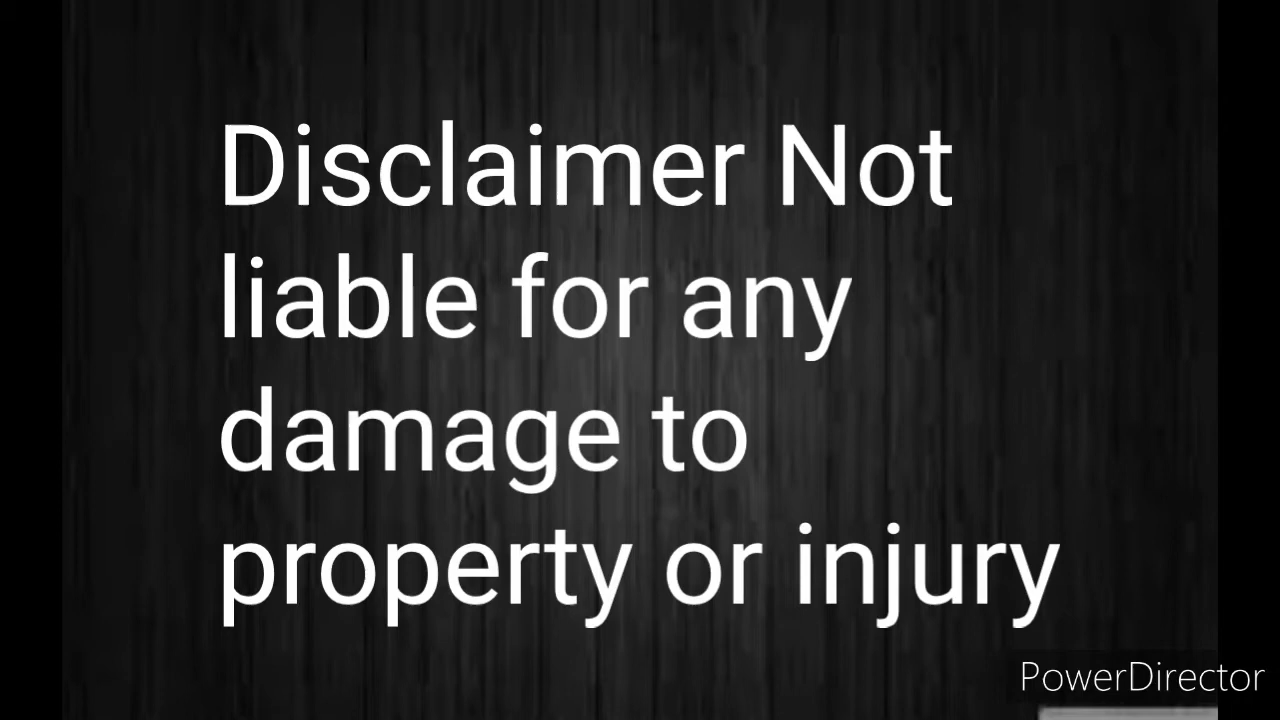 Disclaimer Not
liable for any
damage to
property or injury
PowerDirector